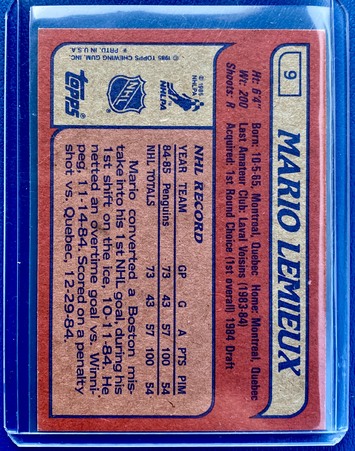 9
MARIO LEMIEUX
Ht: 6'4" Born: 10-5-65, Montreal, Quebec Home: Montreal, Quebec
Wt: 200 Last Amateur Club: Laval Voisins (1983-84)
Shoots: R Acquired: 1st Round Choice (1st overall) 1984 Draft
NHL RECORD
YEAR TEAM GP G A PTS PIM
84-85 Penguins 73 43 57 100 54
NHL TOTALS 73 43 57 100 54
Mario converted a Boston mis-
take into his 1st NHL goal during his
1st shift on the ice, 10-11-84. He
netted an overtime goal vs. Winni-
peg, 11-14-84. Scored on a penalty
shot vs. Quebec, 12-29-84.
© 1985
NHLPA
NHLPA
NHL
© 1985 TOPPS CHEWING GUM, INC.
* PRTD. IN U.S.A.
topps